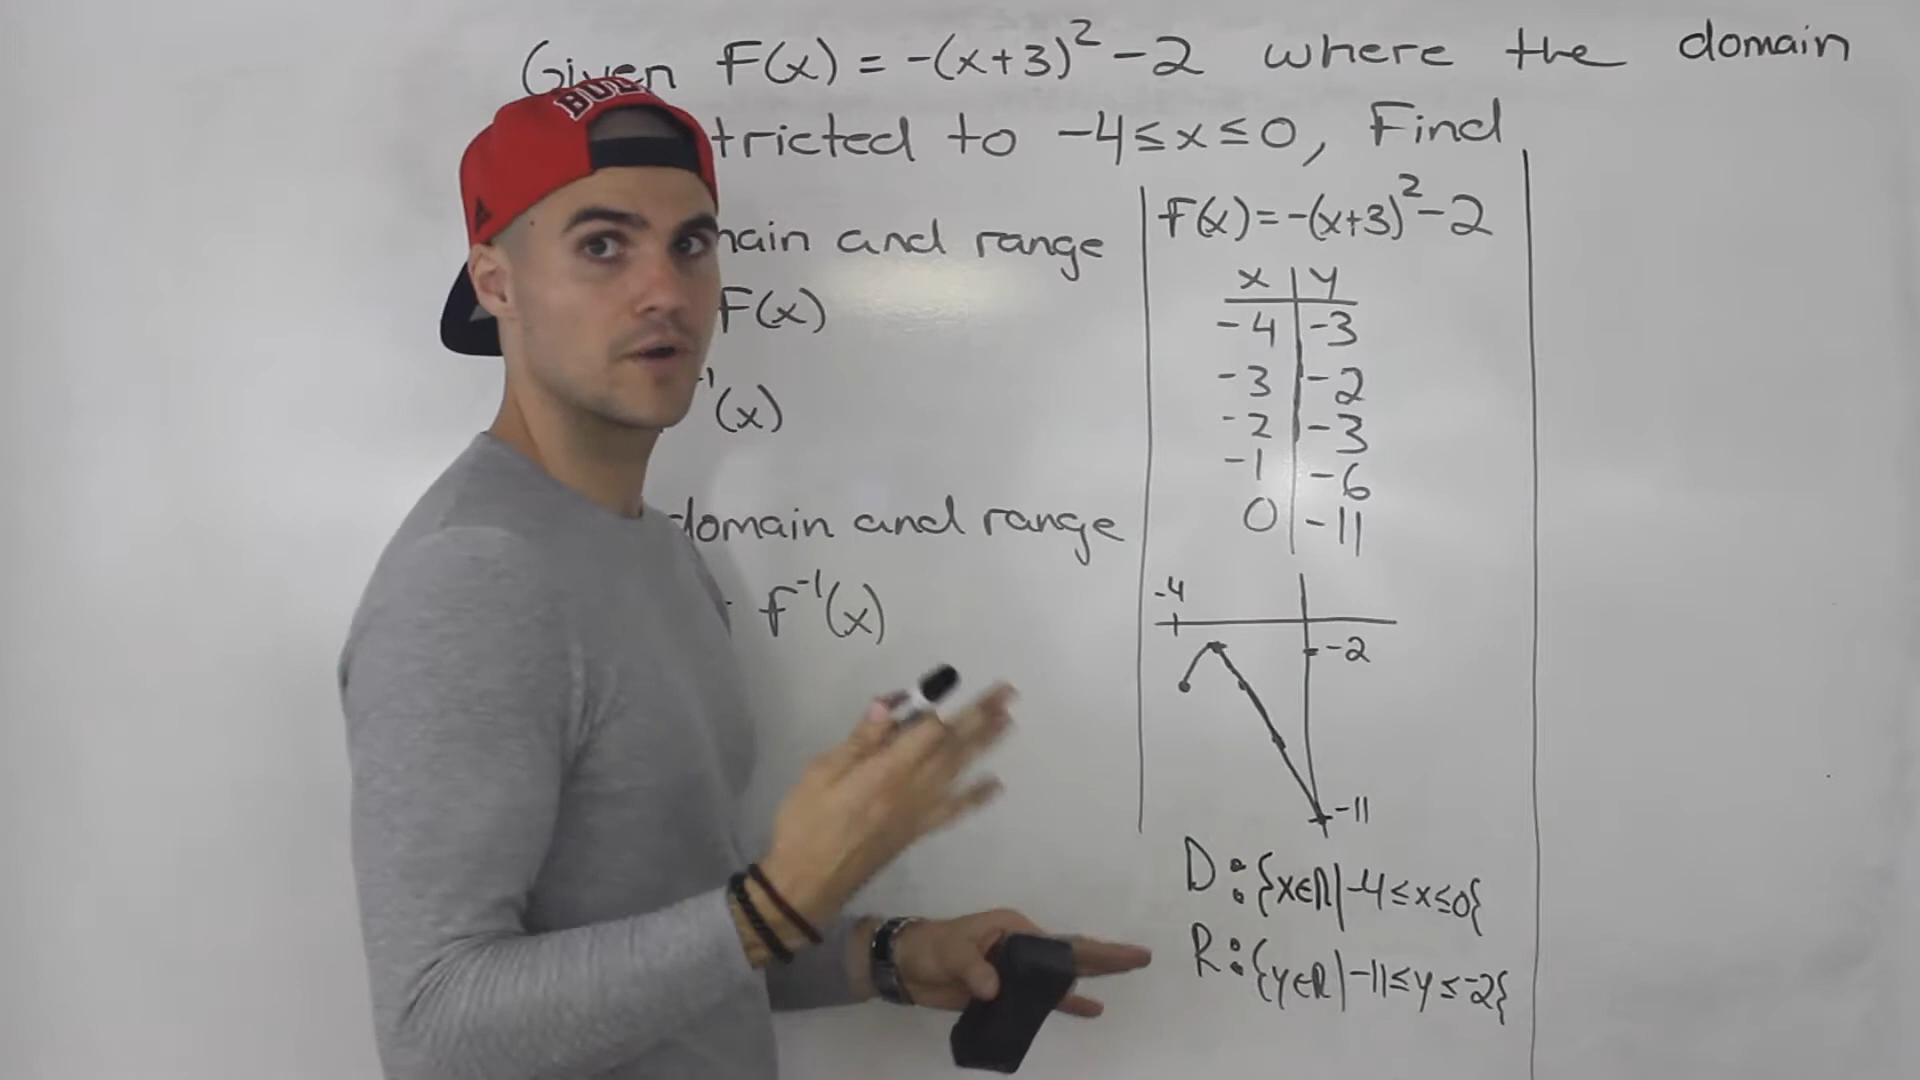 Given F(x) = -(x+3)² - 2 where the domain
tricted to -4 ≤ x ≤ 0, Find
main and range
F(x)
⁻¹(x)
domain and range
f⁻¹(x)
F(x) = -(x+3)² - 2
x | y
-4 | -3
-3 | -2
-2 | -3
-1 | -6
0 | -11
-4
-2
-11
D: {x∈R | -4 ≤ x ≤ 0}
R: {y∈R | -11 ≤ y ≤ -2}